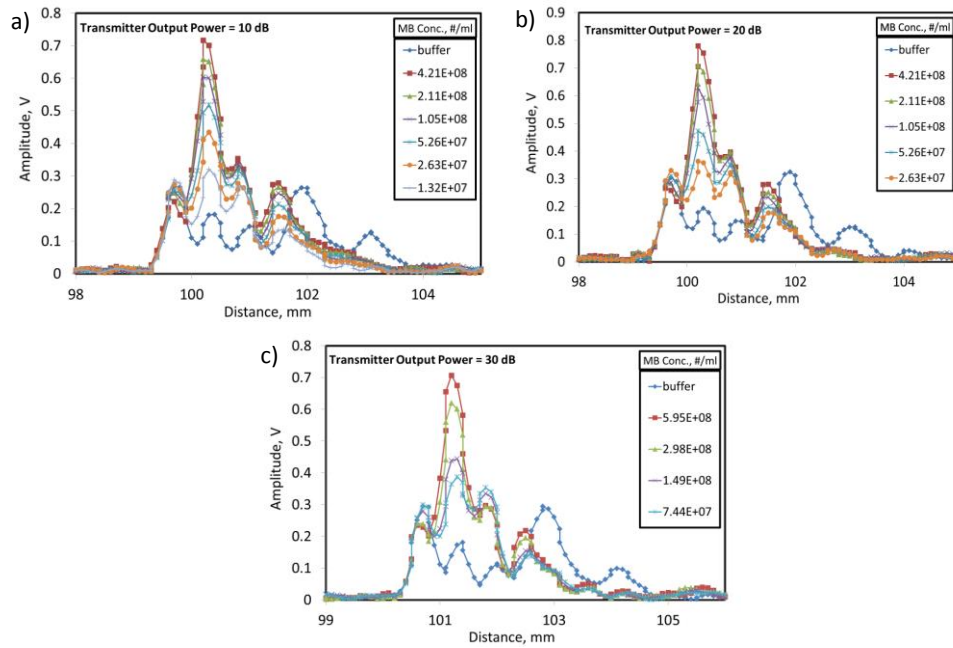 a)
Transmitter Output Power = 10 dB
MB Conc., #/ml
buffer
4.21E+08
2.11E+08
1.05E+08
5.26E+07
2.63E+07
1.32E+07
Amplitude, V
0.8
0.7
0.6
0.5
0.4
0.3
0.2
0.1
0
98
100
102
104
Distance, mm
b)
Transmitter Output Power = 20 dB
MB Conc., #/ml
buffer
4.21E+08
2.11E+08
1.05E+08
5.26E+07
2.63E+07
Amplitude, V
0.9
0.8
0.7
0.6
0.5
0.4
0.3
0.2
0.1
0
98
100
102
104
Distance, mm
c)
Transmitter Output Power = 30 dB
MB Conc., #/ml
buffer
5.95E+08
2.98E+08
1.49E+08
7.44E+07
Amplitude, V
0.8
0.7
0.6
0.5
0.4
0.3
0.2
0.1
0
99
101
103
105
Distance, mm